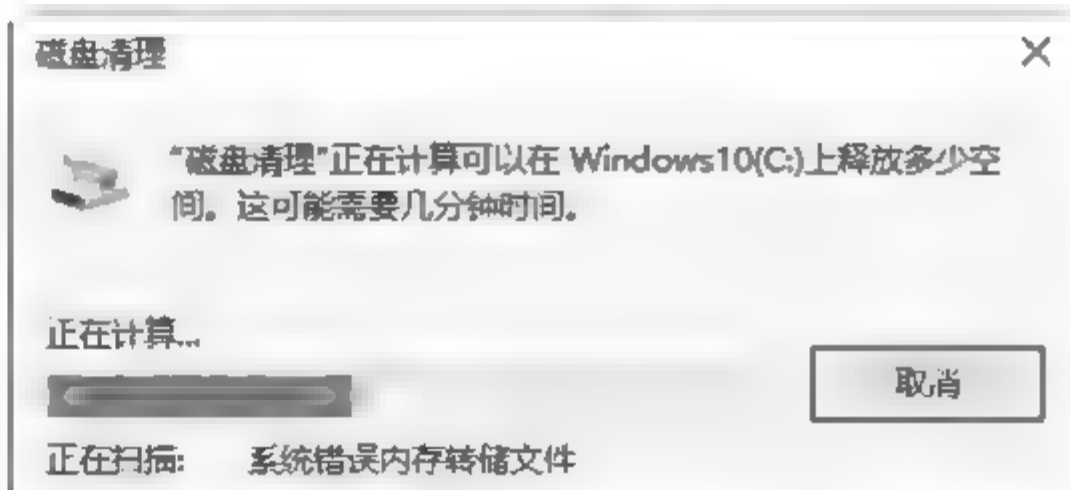 磁盘清理
“磁盘清理”正在计算可以在 Windows10(C:)上释放多少空
间。这可能需要几分钟时间。
正在计算...
取消
正在扫描: 系统错误内存转储文件